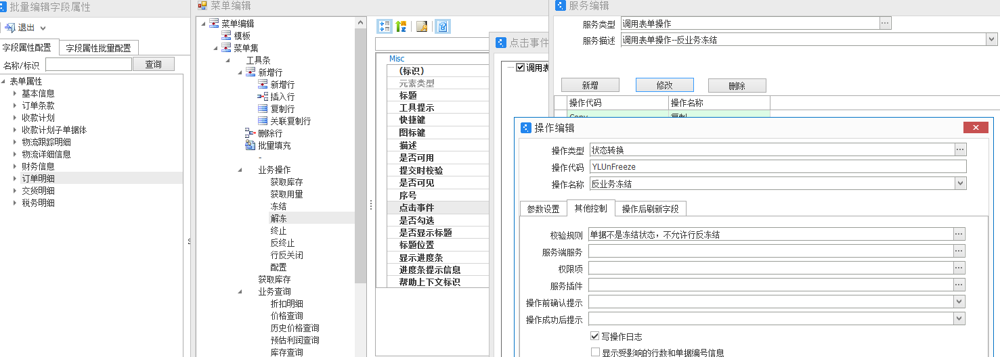 批量编辑字段属性
退出
字段属性配置 字段属性批量配置
名称/标识 查询
表单属性
基本信息
订单条款
收款计划
收款计划子单据体
物流跟踪明细
物流详细信息
财务信息
订单明细
交货明细
税务明细
菜单编辑
菜单编辑
模板
菜单集
工具条
新增行
新增行
插入行
复制行
关联复制行
删除行
批量填充
-
业务操作
获取库存
获取用量
冻结
解冻
终止
反终止
行反关闭
配置
获取库存
业务查询
折扣明细
价格查询
历史价格查询
预估利润查询
库存查询
Misc
(标识)
元素类型
标题
工具提示
快捷键
图标键
描述
是否可用
提交时校验
是否可见
序号
点击事件
是否勾选
是否显示标题
标题位置
显示进度条
进度条提示信息
帮助上下文标识
点击事件
调用表
服务编辑
服务类型 调用表单操作
服务描述 调用表单操作--反业务冻结
新增 修改 删除
操作代码 操作名称
Copy 复制
操作编辑
操作类型 状态转换
操作代码 YLUnFreeze
操作名称 反业务冻结
参数设置 其他控制 操作后刷新字段
校验规则 单据不是冻结状态，不允许行反冻结
服务端服务
权限项
服务插件
操作前确认提示
操作成功后提示
写操作日志
显示受影响的行数和单据编号信息